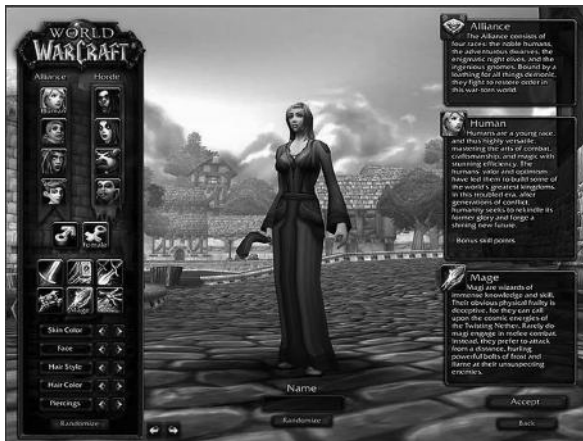 WORLD
OF
WARCRAFT
Alliance Horde
Human
Female
Mage
Skin Color
Face
Hair Style
Hair Color
Piercings
Randomize
Name
Randomize
Alliance
The Alliance consists of
four races: the noble humans,
the adventurous dwarves, the
enigmatic night elves, and the
ingenious gnomes. Bound by a
loathing for all things demonic,
they fight to restore order in
this war-torn world.
Human
Humans are a young race,
and thus highly versatile,
mastering the arts of combat,
craftsmanship, and magic with
stunning efficiency. The
humans' valor and optimism
have led them to build some of
the world's greatest kingdoms.
In this troubled era, after
generations of conflict,
humanity seeks to rekindle its
former glory and forge a
shining new future.
- Bonus skill points
Mage
Magi are wizards of
immense knowledge and skill.
Their obvious physical frailty is
deceptive, for they can call
upon the cosmic energies of
the Twisting Nether. Rarely do
magi engage in melee combat.
Instead, they prefer to attack
from a distance, hurling
powerful bolts of frost and
flame at their unsuspecting
enemies.
Accept
Back